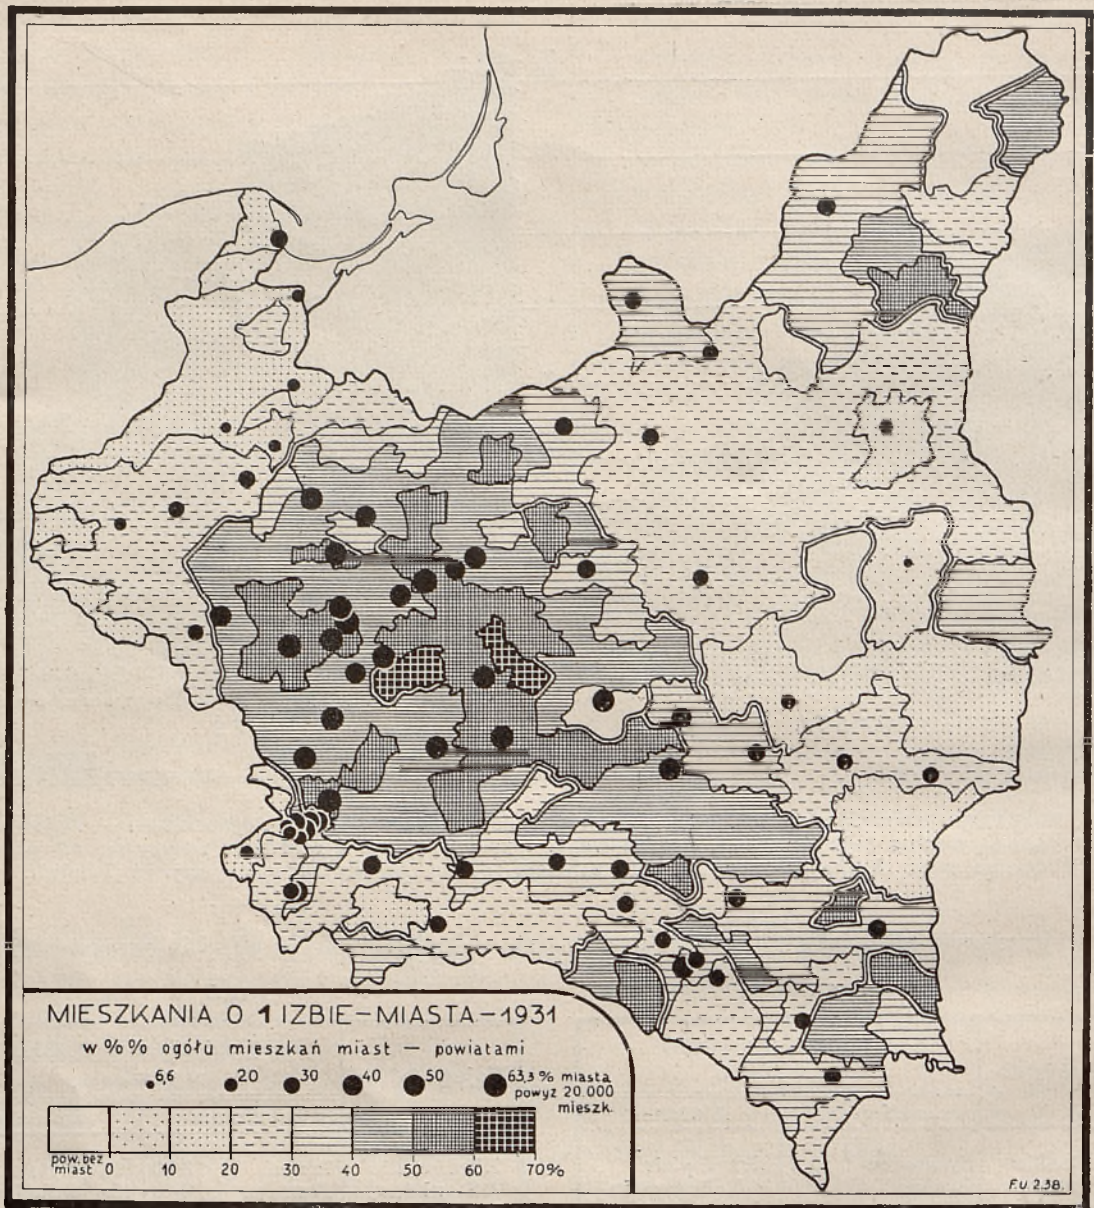 MIESZKANIA O 1 IZBIE–MIASTA–1931
w %% ogółu mieszkań miast — powiatami
6,6 20 30 40 50 63,3 % miasta
powyż 20.000
mieszk.
pow. bez
miast 0 10 20 30 40 50 60 70%
F.U. 2.38.